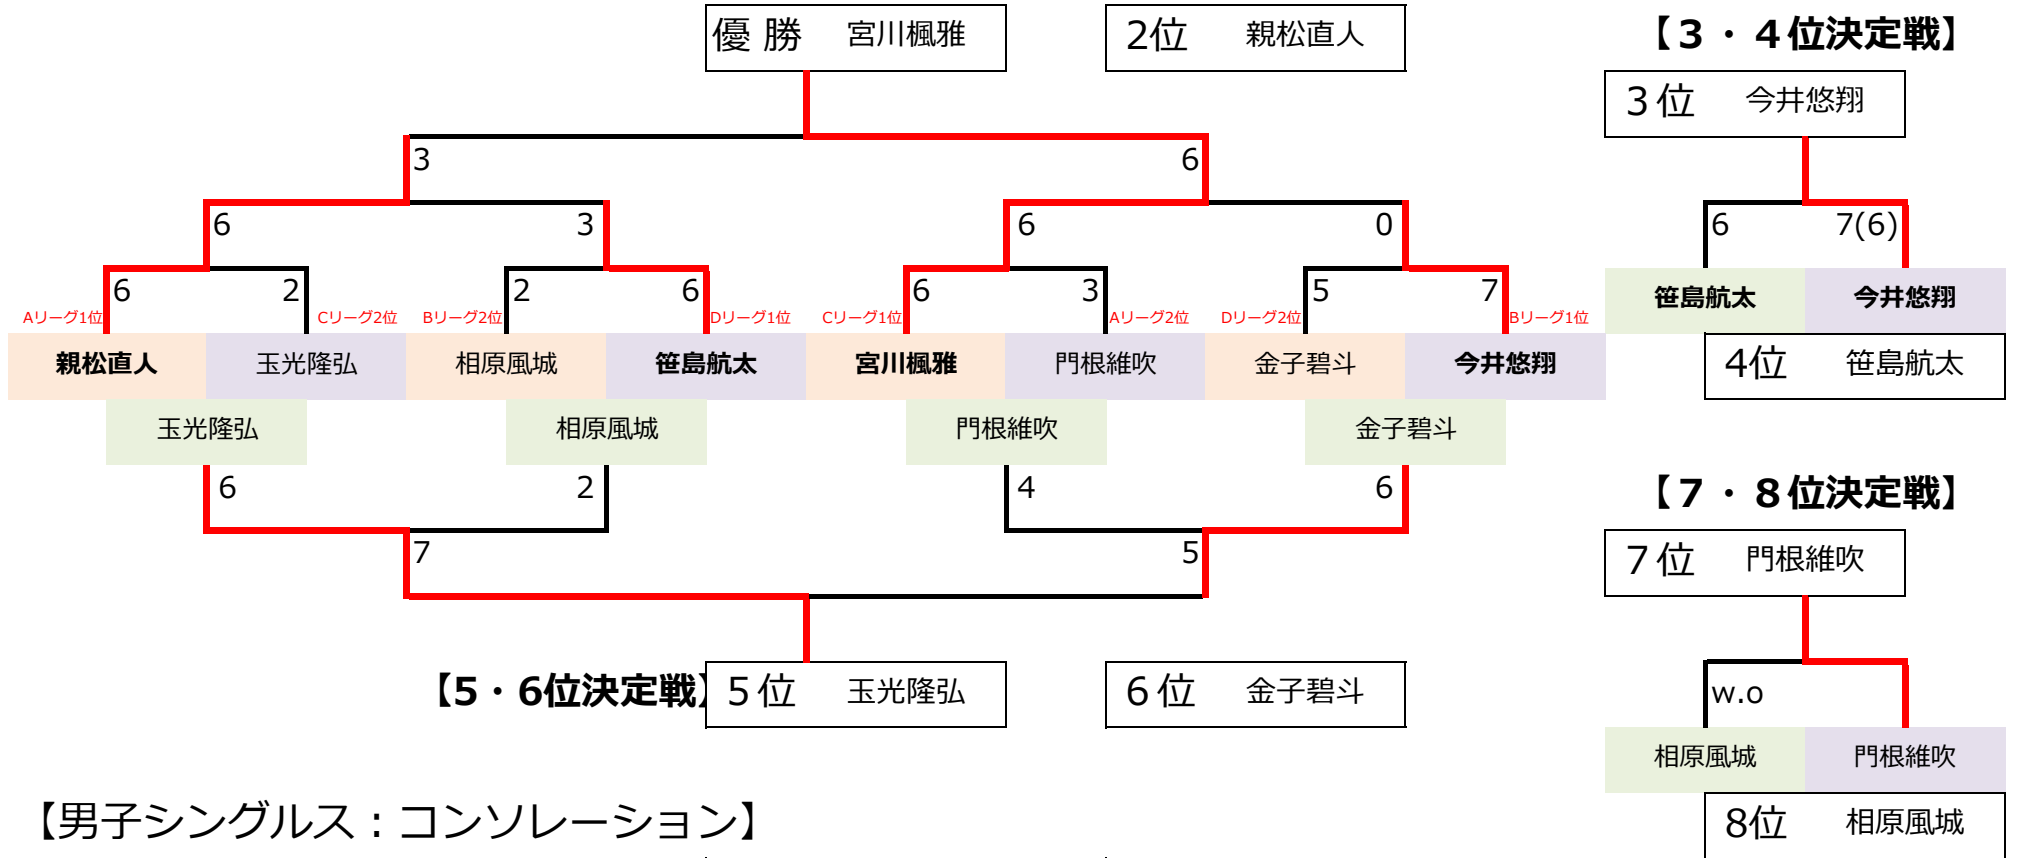 優 勝 宮川楓雅 2位 親松直人 【３・４位決定戦】
３位 今井悠翔
3 6
6 3 6 0 6 7(6)
6 2 2 6 6 3 5 7 笹島航太 今井悠翔
Aリーグ1位 Cリーグ2位 Bリーグ2位 Dリーグ1位 Cリーグ1位 Aリーグ2位 Dリーグ2位 Bリーグ1位
親松直人 玉光隆弘 相原風城 笹島航太 宮川楓雅 門根維吹 金子碧斗 今井悠翔 4位 笹島航太
玉光隆弘 相原風城 門根維吹 金子碧斗
6 2 4 6 【７・８位決定戦】
7 5 ７位 門根維吹
【5・6位決定戦】 ５位 玉光隆弘 ６位 金子碧斗 w.o
相原風城 門根維吹
【男子シングルス：コンソレーション】 8位 相原風城